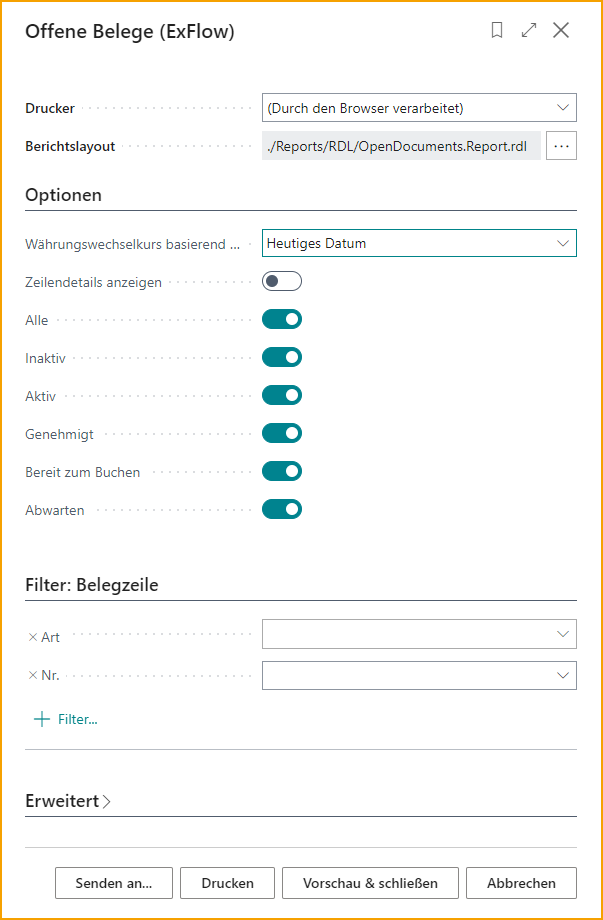 Offene Belege (ExFlow)
Drucker (Durch den Browser verarbeitet)
Berichtslayout ./Reports/RDL/OpenDocuments.Report.rdl ...
Optionen
Währungswechselkurs basierend ... Heutiges Datum
Zeilendetails anzeigen
Alle
Inaktiv
Aktiv
Genehmigt
Bereit zum Buchen
Abwarten
Filter: Belegzeile
× Art
× Nr.
+ Filter...
Erweitert >
Senden an... Drucken Vorschau & schließen Abbrechen